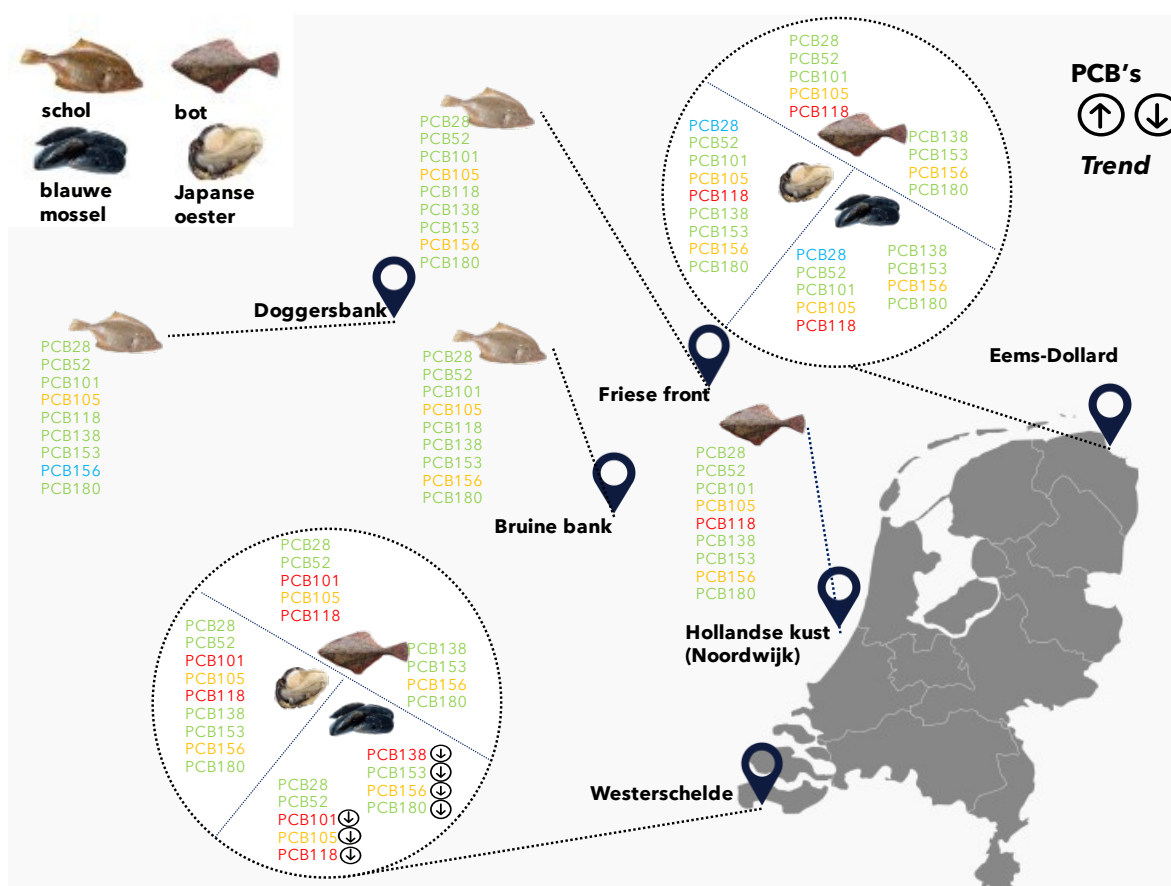 schol
bot
blauwe
mossel
Japanse
oester
PCB's
Trend
PCB28
PCB52
PCB101
PCB105
PCB118
PCB138
PCB153
PCB156
PCB180
Doggersbank
PCB28
PCB52
PCB101
PCB105
PCB118
PCB138
PCB153
PCB156
PCB180
Friese front
PCB28
PCB52
PCB101
PCB105
PCB118
PCB138
PCB153
PCB156
PCB180
PCB28
PCB52
PCB101
PCB105
PCB118
PCB138
PCB153
PCB156
PCB180
PCB28
PCB52
PCB101
PCB105
PCB118
PCB138
PCB153
PCB156
PCB180
Eems-Dollard
PCB28
PCB52
PCB101
PCB105
PCB118
PCB138
PCB153
PCB156
PCB180
Bruine bank
PCB28
PCB52
PCB101
PCB105
PCB118
PCB138
PCB153
PCB156
PCB180
Hollandse kust
(Noordwijk)
PCB28
PCB52
PCB101
PCB105
PCB118
PCB138
PCB153
PCB156
PCB180
PCB28
PCB52
PCB101
PCB105
PCB118
PCB138
PCB153
PCB156
PCB180
PCB28
PCB52
PCB101
PCB105
PCB118
PCB138
PCB153
PCB156
PCB180
Westerschelde